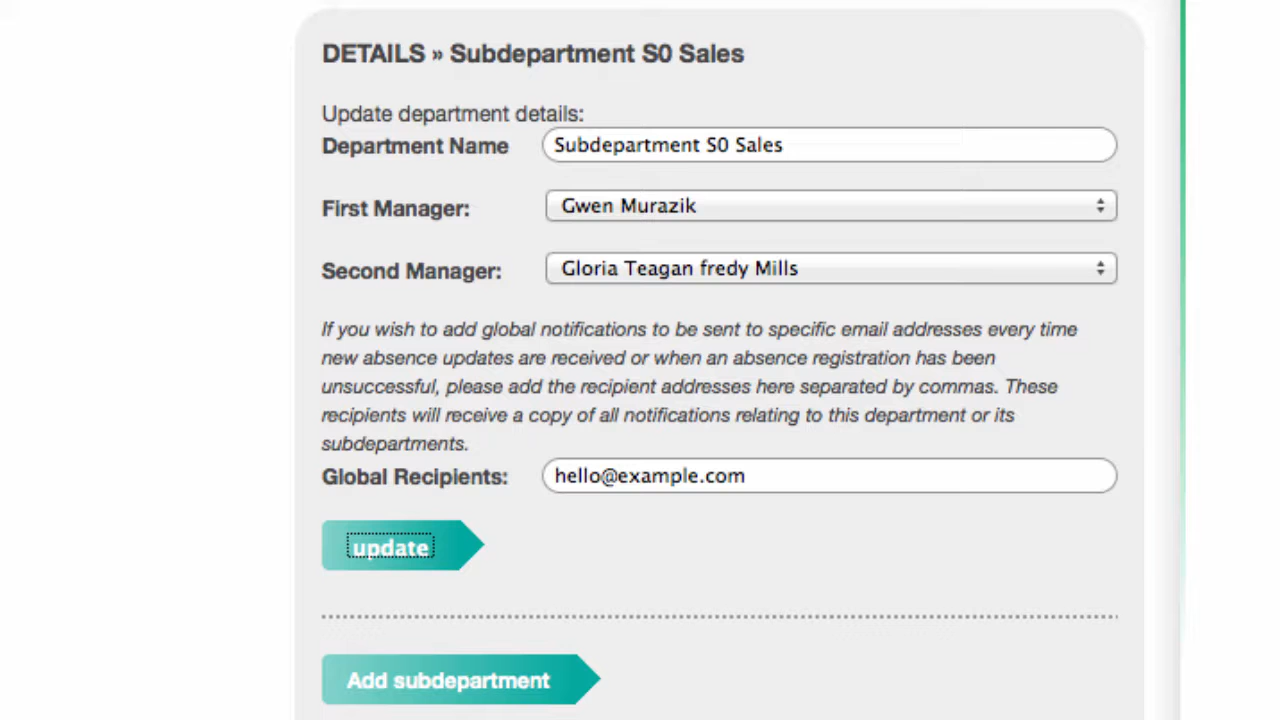 DETAILS » Subdepartment S0 Sales
Update department details:
Department Name Subdepartment S0 Sales
First Manager: Gwen Murazik
Second Manager: Gloria Teagan fredy Mills
If you wish to add global notifications to be sent to specific email addresses every time
new absence updates are received or when an absence registration has been
unsuccessful, please add the recipient addresses here separated by commas. These
recipients will receive a copy of all notifications relating to this department or its
subdepartments.
Global Recipients: hello@example.com
update
Add subdepartment